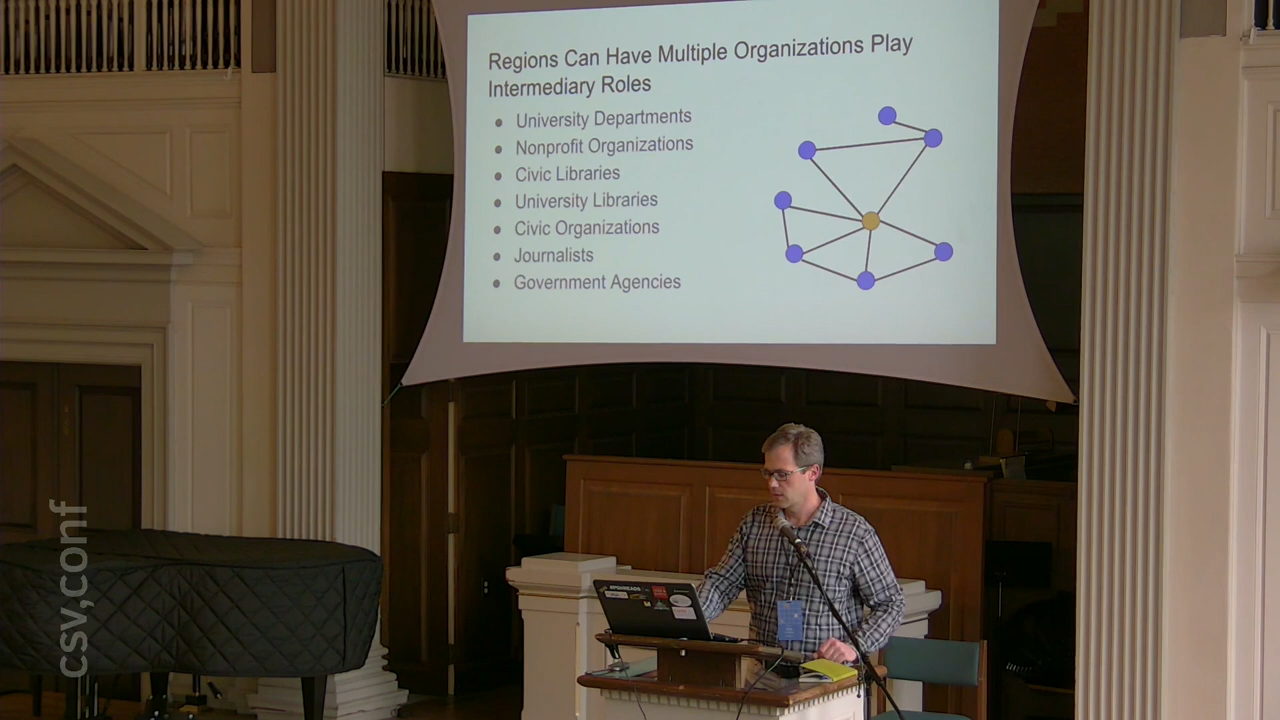 Regions Can Have Multiple Organizations Play
Intermediary Roles
● University Departments
● Nonprofit Organizations
● Civic Libraries
● University Libraries
● Civic Organizations
● Journalists
● Government Agencies
csv,conf